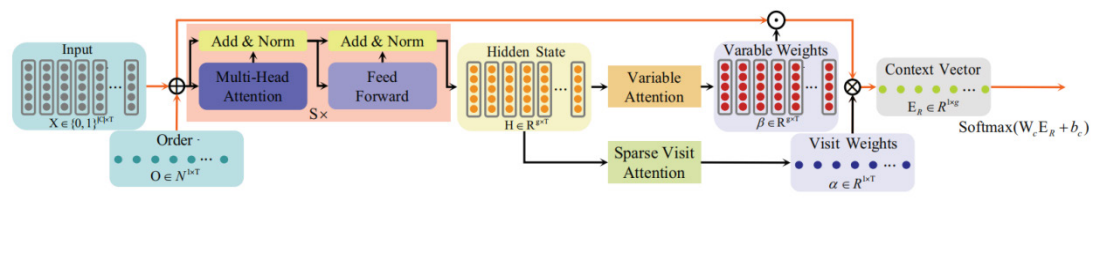 Input
X ∈ {0, 1}^|C|×T
Order
O ∈ N^1×T
Add & Norm
Multi-Head
Attention
Add & Norm
Feed
Forward
S×
Hidden State
H ∈ R^g×T
Variable
Attention
Sparse Visit
Attention
Varable Weights
β ∈ R^g×T
Visit Weights
α ∈ R^1×T
Context Vector
E_R ∈ R^1×g
Softmax(W_c E_R + b_c)